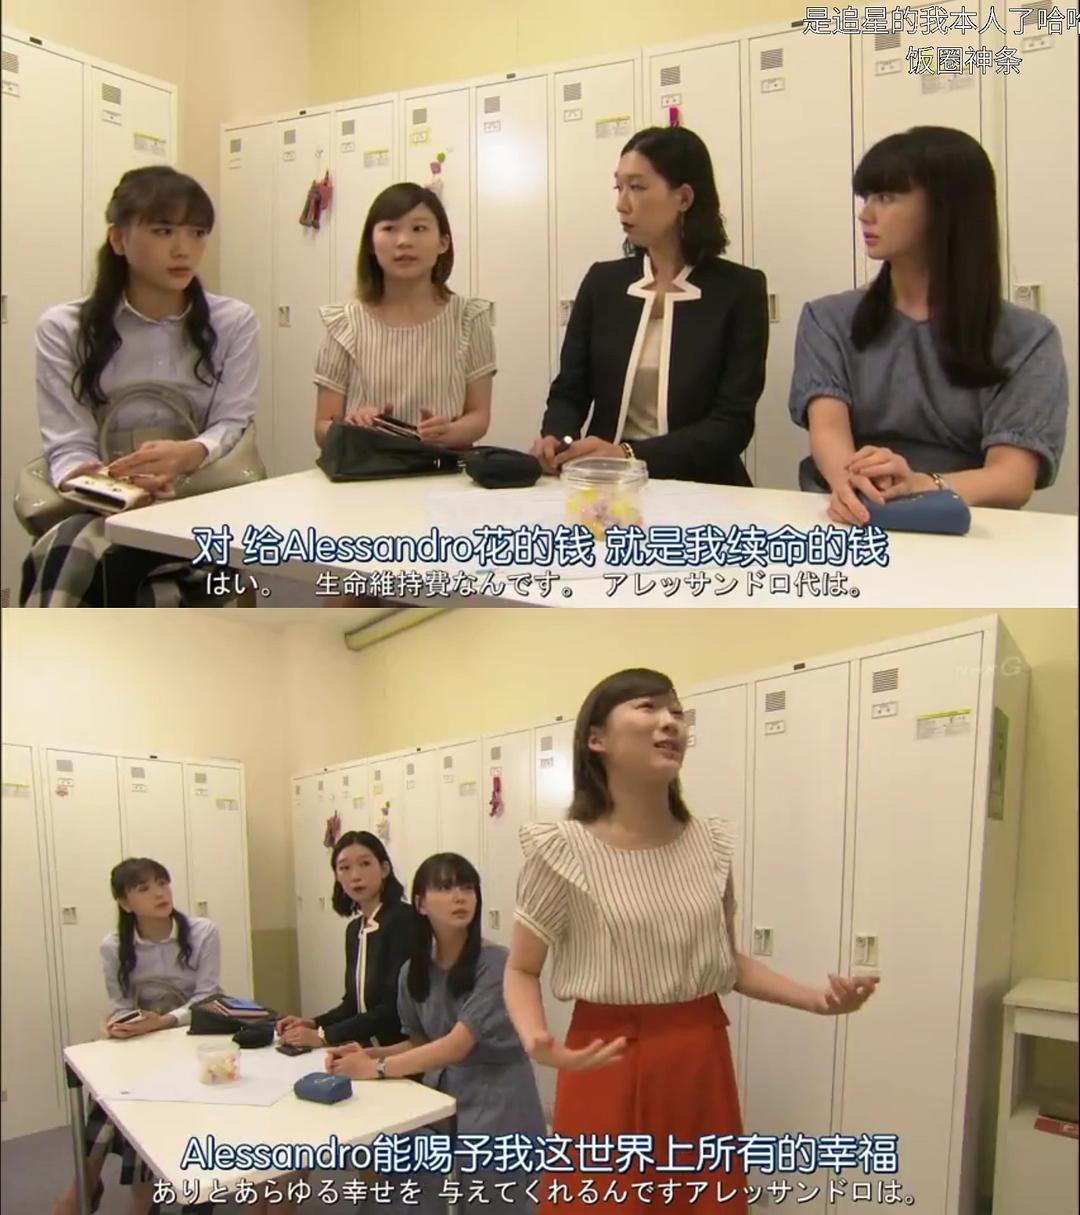 是追星的我本人了哈哈
饭圈神条
对 给Alessandro花的钱 就是我续命的钱
はい。 生命維持費なんです。 アレッサンドロ代は。
NHK G
Alessandro能赐予我这世界上所有的幸福
ありとあらゆる幸せを 与えてくれるんですアレッサンドロは。